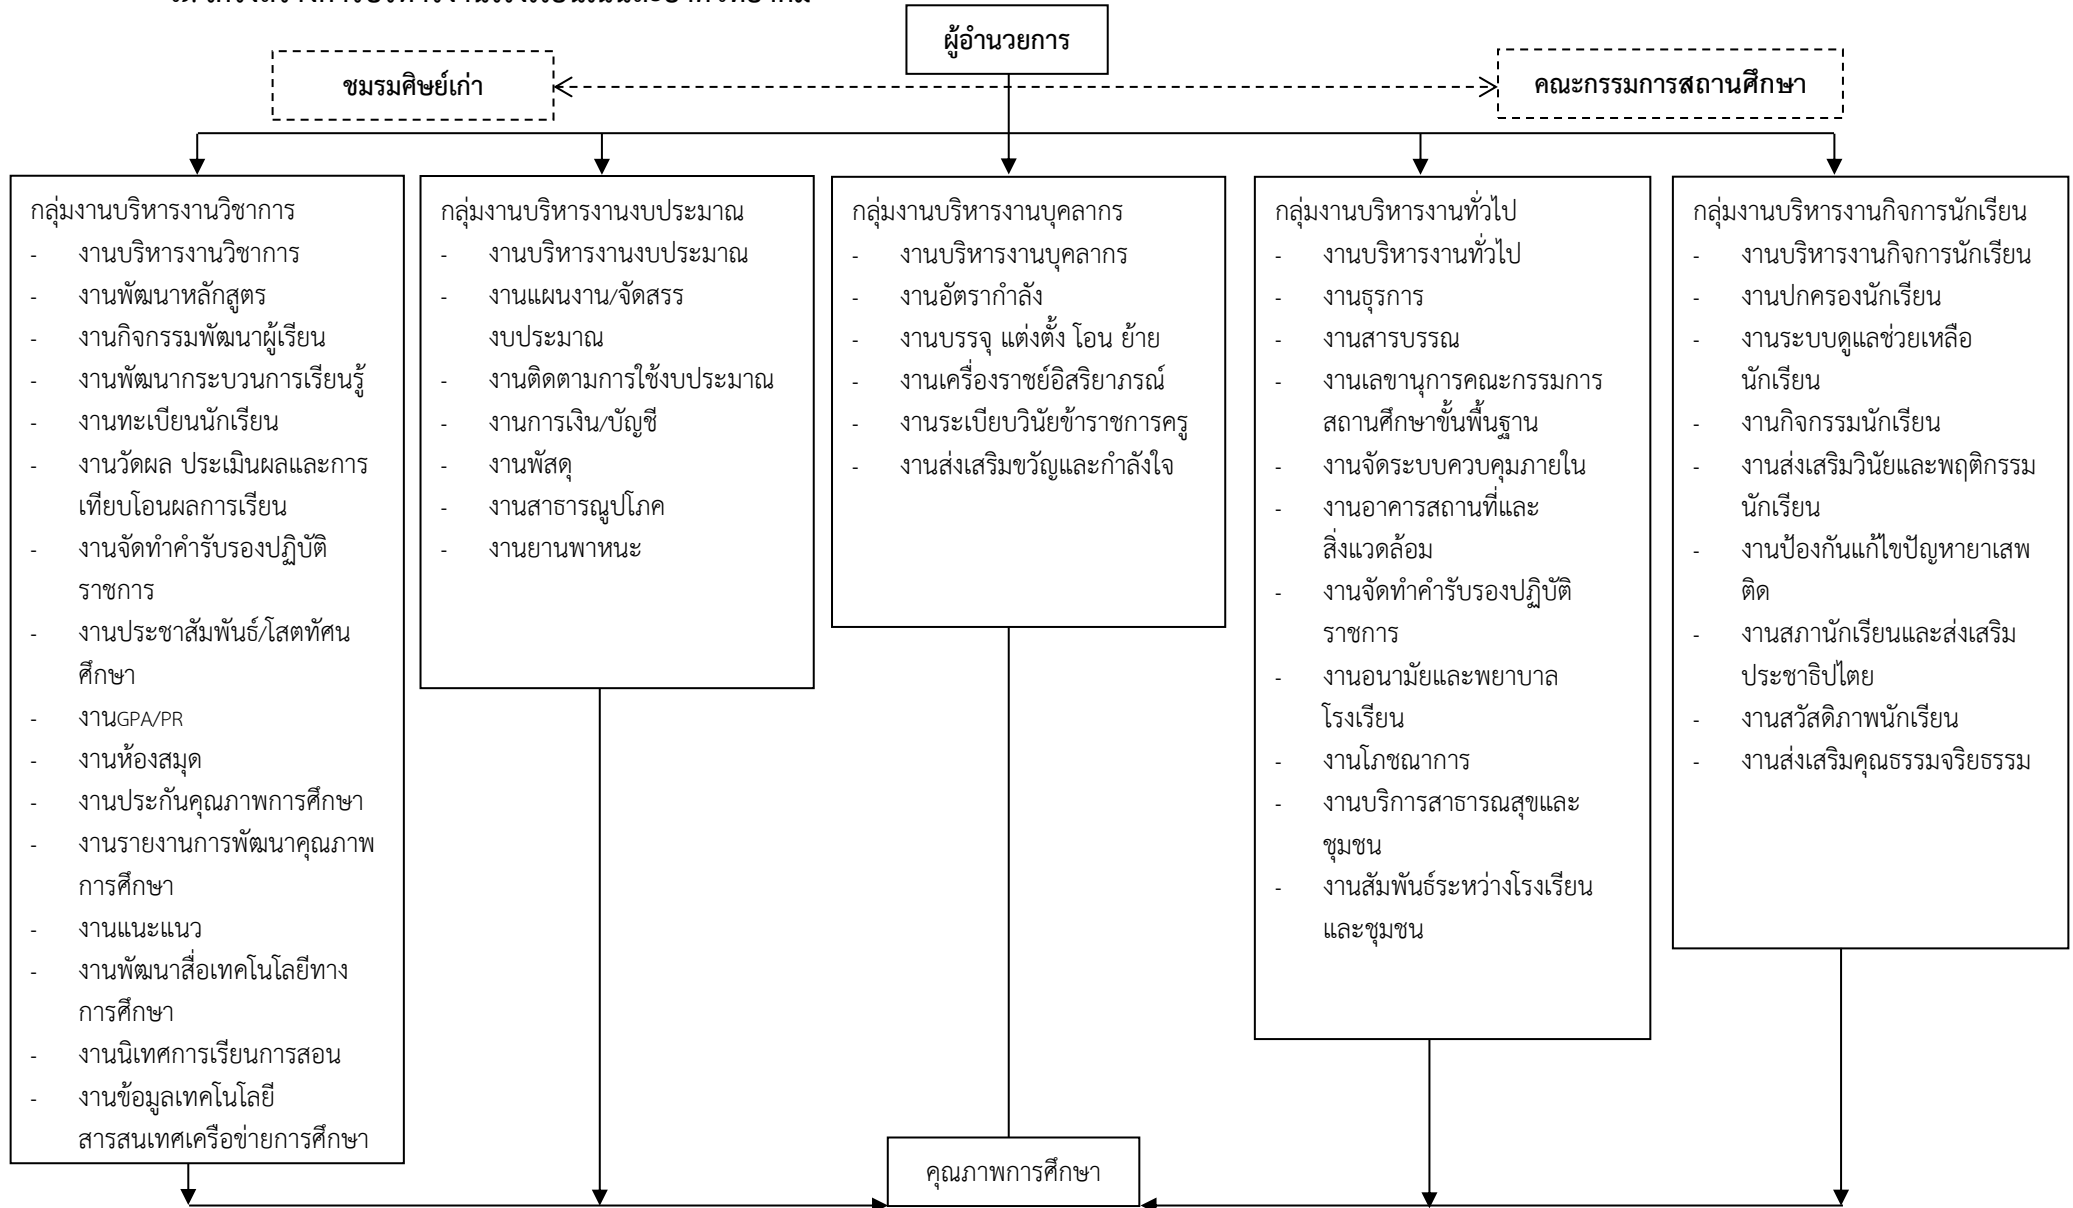 ผู้อำนวยการ
ชมรมศิษย์เก่า
คณะกรรมการสถานศึกษา
กลุ่มงานบริหารงานวิชาการ
- งานบริหารงานวิชาการ
- งานพัฒนาหลักสูตร
- งานกิจกรรมพัฒนาผู้เรียน
- งานพัฒนากระบวนการเรียนรู้
- งานทะเบียนนักเรียน
- งานวัดผล ประเมินผลและการ
เทียบโอนผลการเรียน
- งานจัดทำคำรับรองปฏิบัติ
ราชการ
- งานประชาสัมพันธ์/โสตทัศน
ศึกษา
- งานGPA/PR
- งานห้องสมุด
- งานประกันคุณภาพการศึกษา
- งานรายงานการพัฒนาคุณภาพ
การศึกษา
- งานแนะแนว
- งานพัฒนาสื่อเทคโนโลยีทาง
การศึกษา
- งานนิเทศการเรียนการสอน
- งานข้อมูลเทคโนโลยี
สารสนเทศเครือข่ายการศึกษา
กลุ่มงานบริหารงานงบประมาณ
- งานบริหารงานงบประมาณ
- งานแผนงาน/จัดสรร
งบประมาณ
- งานติดตามการใช้งบประมาณ
- งานการเงิน/บัญชี
- งานพัสดุ
- งานสาธารณูปโภค
- งานยานพาหนะ
กลุ่มงานบริหารงานบุคลากร
- งานบริหารงานบุคลากร
- งานอัตรากำลัง
- งานบรรจุ แต่งตั้ง โอน ย้าย
- งานเครื่องราชย์อิสริยาภรณ์
- งานระเบียบวินัยข้าราชการครู
- งานส่งเสริมขวัญและกำลังใจ
กลุ่มงานบริหารงานทั่วไป
- งานบริหารงานทั่วไป
- งานธุรการ
- งานสารบรรณ
- งานเลขานุการคณะกรรมการ
สถานศึกษาขั้นพื้นฐาน
- งานจัดระบบควบคุมภายใน
- งานอาคารสถานที่และ
สิ่งแวดล้อม
- งานจัดทำคำรับรองปฏิบัติ
ราชการ
- งานอนามัยและพยาบาล
โรงเรียน
- งานโภชณาการ
- งานบริการสาธารณสุขและ
ชุมชน
- งานสัมพันธ์ระหว่างโรงเรียน
และชุมชน
กลุ่มงานบริหารงานกิจการนักเรียน
- งานบริหารงานกิจการนักเรียน
- งานปกครองนักเรียน
- งานระบบดูแลช่วยเหลือ
นักเรียน
- งานกิจกรรมนักเรียน
- งานส่งเสริมวินัยและพฤติกรรม
นักเรียน
- งานป้องกันแก้ไขปัญหายาเสพ
ติด
- งานสภานักเรียนและส่งเสริม
ประชาธิปไตย
- งานสวัสดิภาพนักเรียน
- งานส่งเสริมคุณธรรมจริยธรรม
คุณภาพการศึกษา